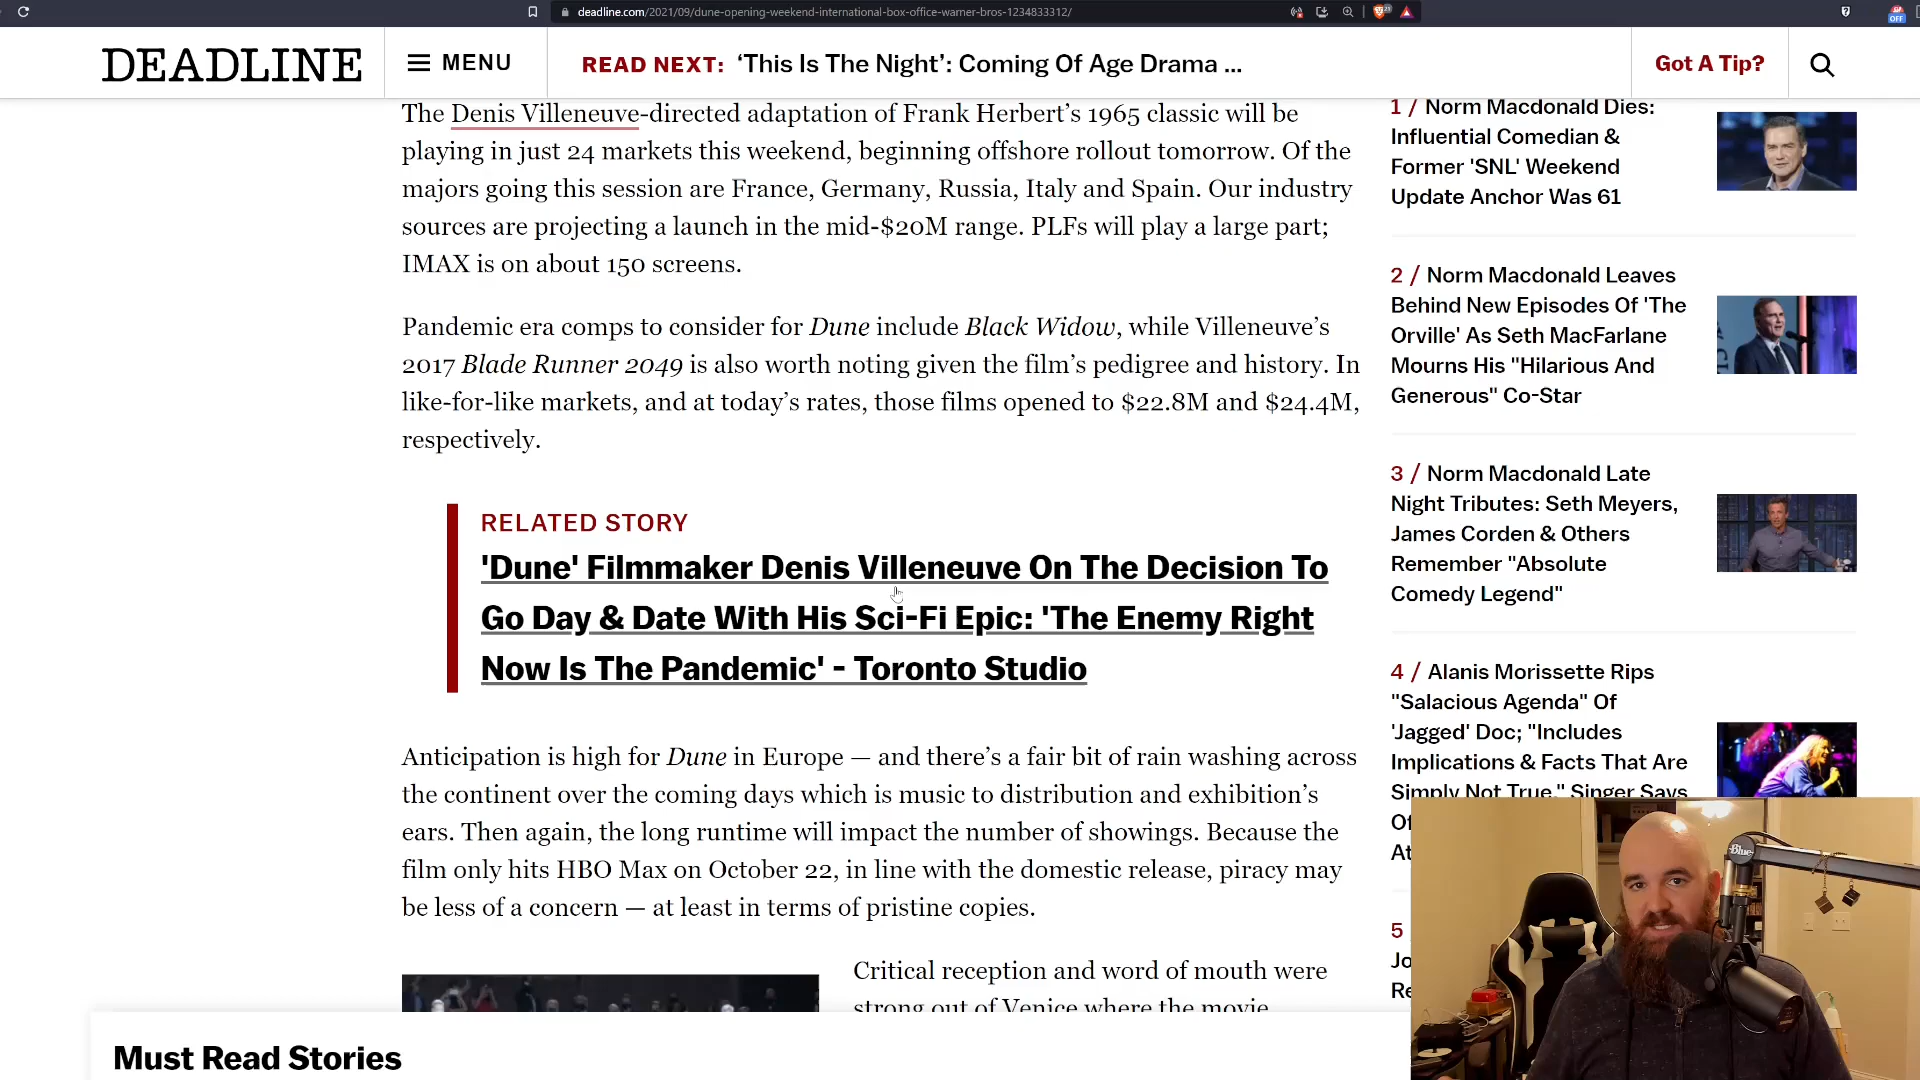 deadline.com/2021/09/dune-opening-weekend-international-box-office-warner-bros-1234833312/
OFF
DEADLINE
MENU
READ NEXT: ‘This Is The Night’: Coming Of Age Drama ...
Got A Tip?
The Denis Villeneuve-directed adaptation of Frank Herbert’s 1965 classic will be
playing in just 24 markets this weekend, beginning offshore rollout tomorrow. Of the
majors going this session are France, Germany, Russia, Italy and Spain. Our industry
sources are projecting a launch in the mid-$20M range. PLFs will play a large part;
IMAX is on about 150 screens.
Pandemic era comps to consider for Dune include Black Widow, while Villeneuve’s
2017 Blade Runner 2049 is also worth noting given the film’s pedigree and history. In
like-for-like markets, and at today’s rates, those films opened to $22.8M and $24.4M,
respectively.
RELATED STORY
'Dune' Filmmaker Denis Villeneuve On The Decision To
Go Day & Date With His Sci-Fi Epic: 'The Enemy Right
Now Is The Pandemic' - Toronto Studio
Anticipation is high for Dune in Europe — and there’s a fair bit of rain washing across
the continent over the coming days which is music to distribution and exhibition’s
ears. Then again, the long runtime will impact the number of showings. Because the
film only hits HBO Max on October 22, in line with the domestic release, piracy may
be less of a concern — at least in terms of pristine copies.
Critical reception and word of mouth were
strong out of Venice where the movie
Must Read Stories
1 / Norm Macdonald Dies:
Influential Comedian &
Former 'SNL' Weekend
Update Anchor Was 61
2 / Norm Macdonald Leaves
Behind New Episodes Of 'The
Orville' As Seth MacFarlane
Mourns His "Hilarious And
Generous" Co-Star
3 / Norm Macdonald Late
Night Tributes: Seth Meyers,
James Corden & Others
Remember "Absolute
Comedy Legend"
4 / Alanis Morissette Rips
"Salacious Agenda" Of
'Jagged' Doc; "Includes
Implications & Facts That Are
Simply Not True," Singer Says
5
Blue